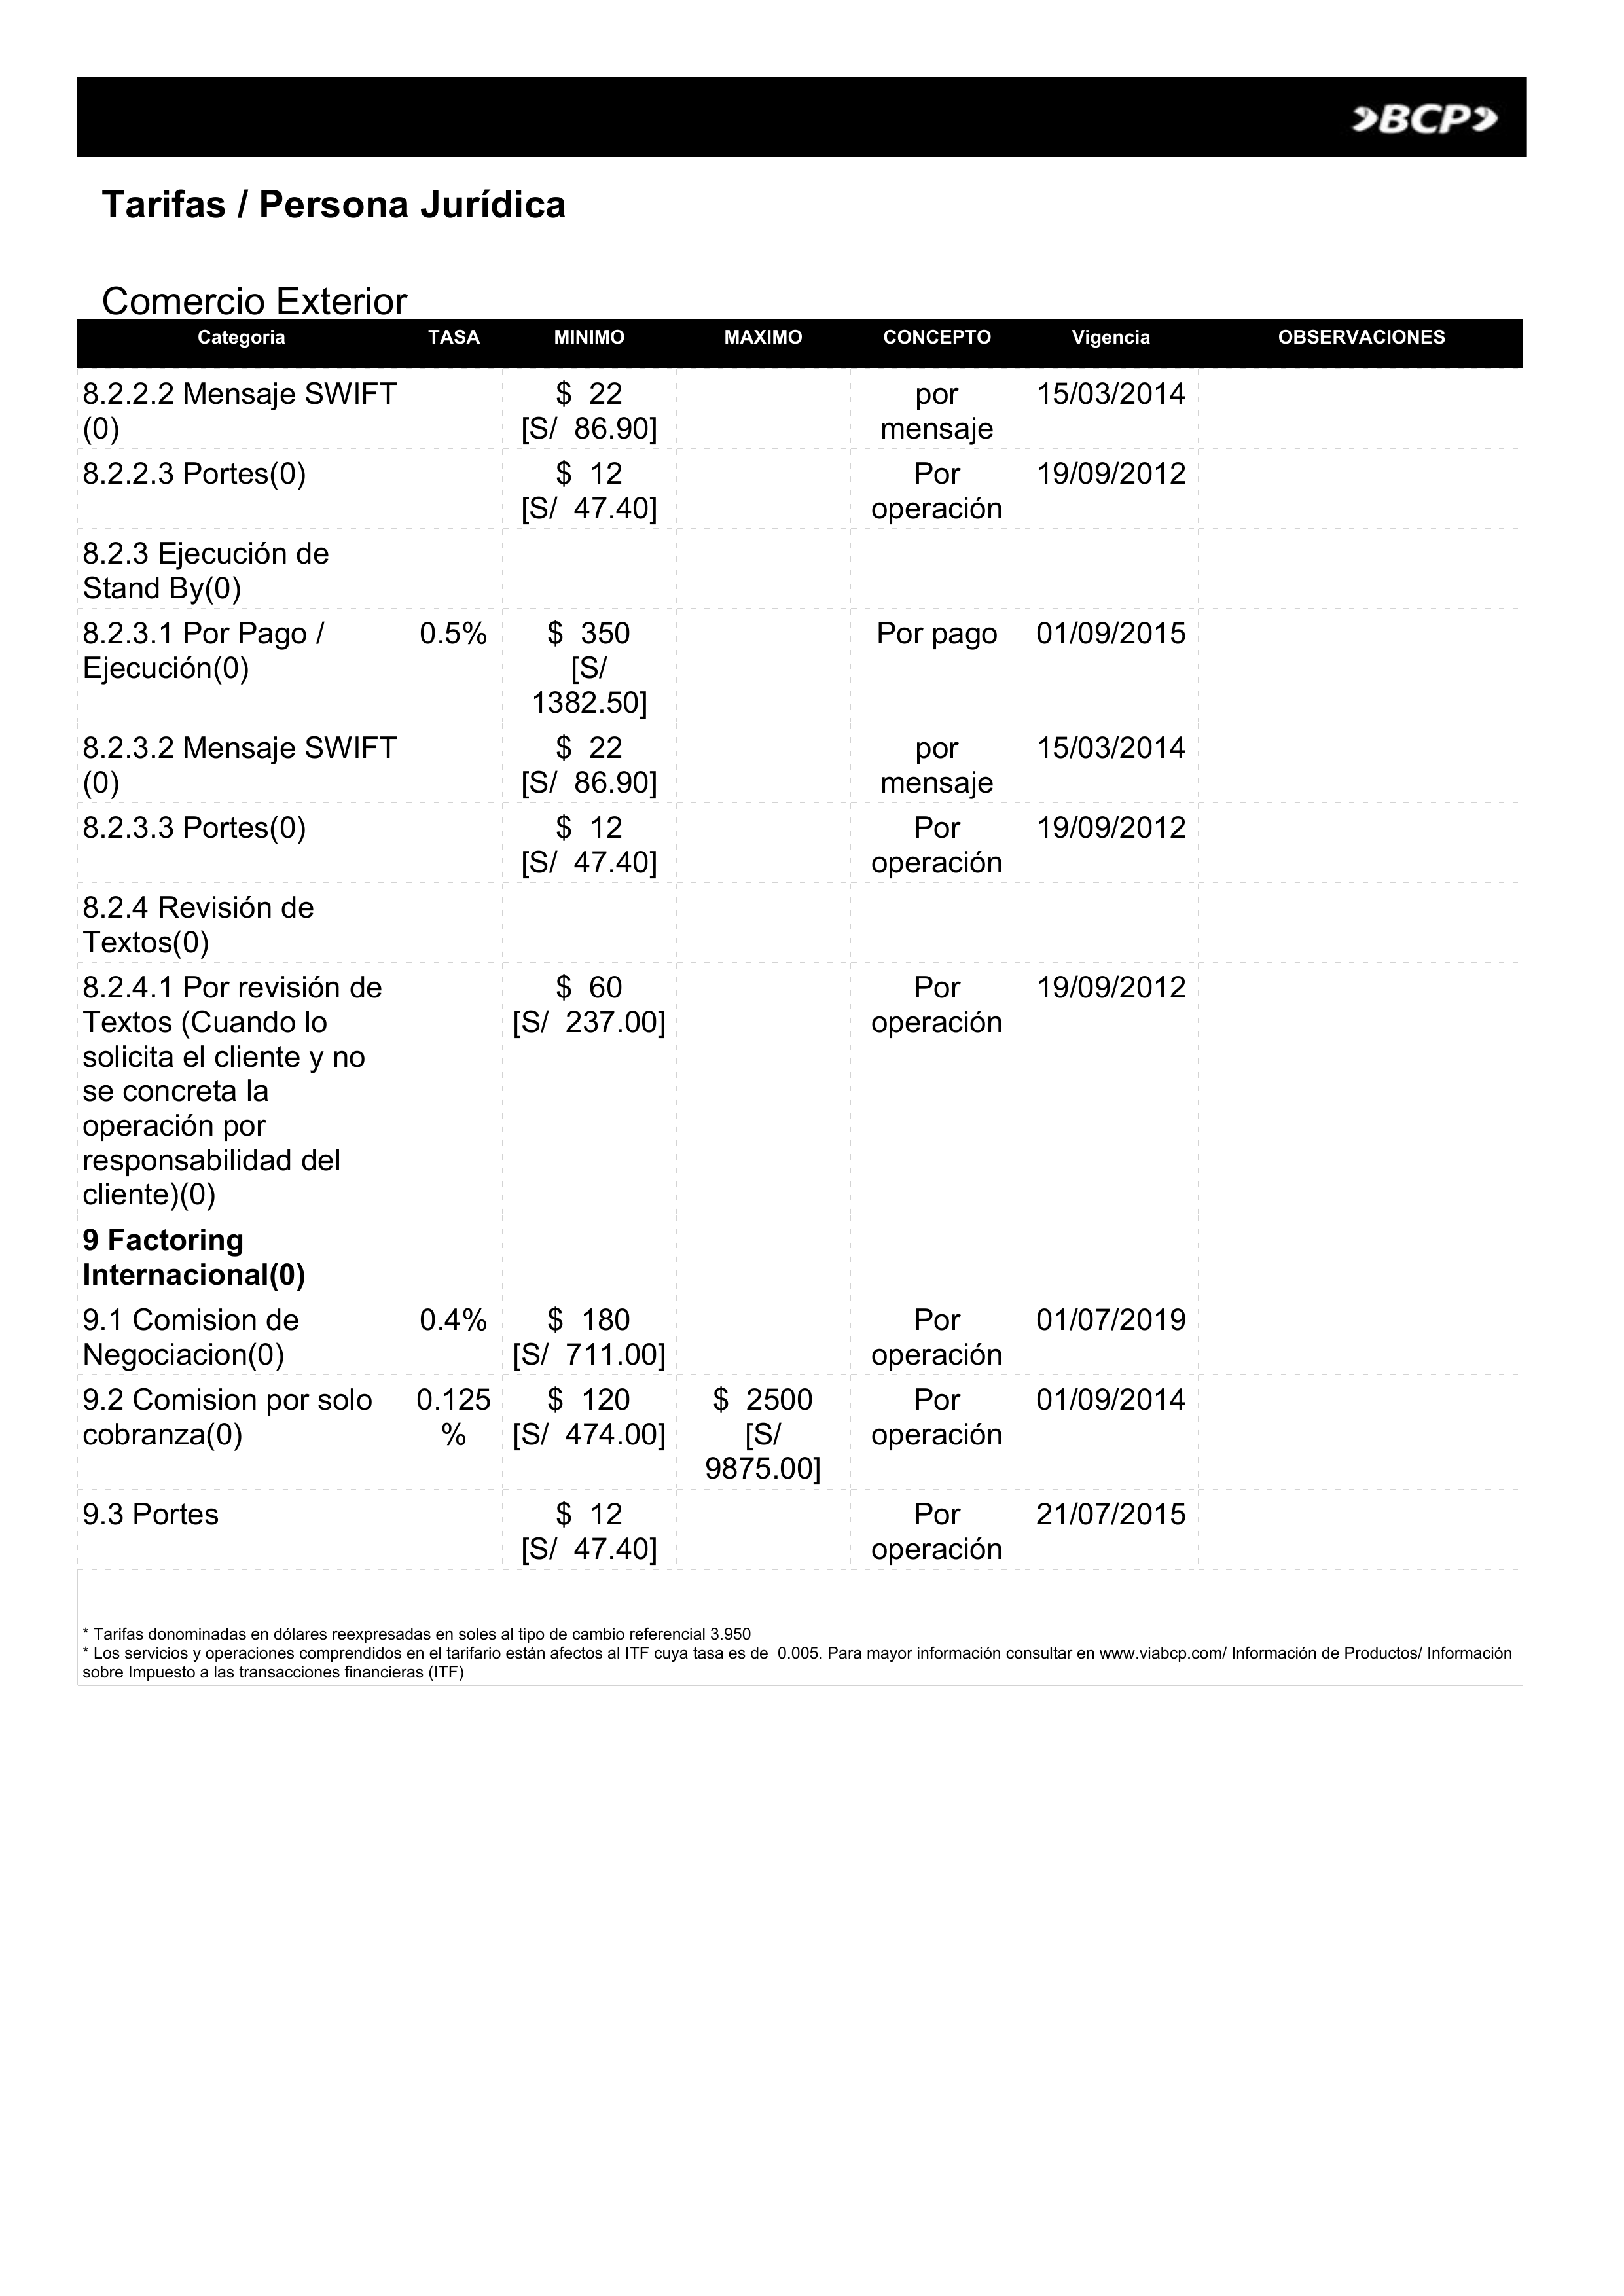 BCP
Tarifas / Persona Jurídica
Comercio Exterior
Categoria TASA MINIMO MAXIMO CONCEPTO Vigencia OBSERVACIONES
8.2.2.2 Mensaje SWIFT $ 22 por 15/03/2014
(0) [S/ 86.90] mensaje
8.2.2.3 Portes(0) $ 12 Por 19/09/2012
[S/ 47.40] operación
8.2.3 Ejecución de
Stand By(0)
8.2.3.1 Por Pago / 0.5% $ 350 Por pago 01/09/2015
Ejecución(0) [S/
1382.50]
8.2.3.2 Mensaje SWIFT $ 22 por 15/03/2014
(0) [S/ 86.90] mensaje
8.2.3.3 Portes(0) $ 12 Por 19/09/2012
[S/ 47.40] operación
8.2.4 Revisión de
Textos(0)
8.2.4.1 Por revisión de $ 60 Por 19/09/2012
Textos (Cuando lo [S/ 237.00] operación
solicita el cliente y no
se concreta la
operación por
responsabilidad del
cliente)(0)
9 Factoring
Internacional(0)
9.1 Comision de 0.4% $ 180 Por 01/07/2019
Negociacion(0) [S/ 711.00] operación
9.2 Comision por solo 0.125 $ 120 $ 2500 Por 01/09/2014
cobranza(0) % [S/ 474.00] [S/ operación
9875.00]
9.3 Portes $ 12 Por 21/07/2015
[S/ 47.40] operación
* Tarifas donominadas en dólares reexpresadas en soles al tipo de cambio referencial 3.950
* Los servicios y operaciones comprendidos en el tarifario están afectos al ITF cuya tasa es de 0.005. Para mayor información consultar en www.viabcp.com/ Información de Productos/ Información
sobre Impuesto a las transacciones financieras (ITF)